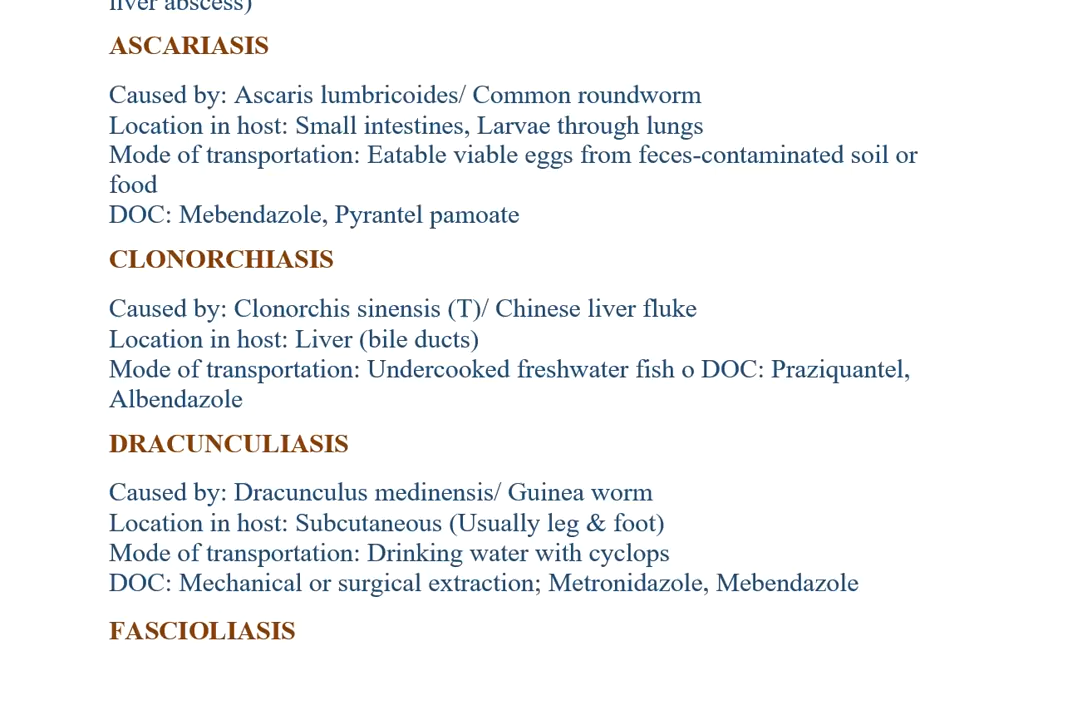 liver abscess)
ASCARIASIS
Caused by: Ascaris lumbricoides/ Common roundworm
Location in host: Small intestines, Larvae through lungs
Mode of transportation: Eatable viable eggs from feces-contaminated soil or
food
DOC: Mebendazole, Pyrantel pamoate
CLONORCHIASIS
Caused by: Clonorchis sinensis (T)/ Chinese liver fluke
Location in host: Liver (bile ducts)
Mode of transportation: Undercooked freshwater fish o DOC: Praziquantel,
Albendazole
DRACUNCULIASIS
Caused by: Dracunculus medinensis/ Guinea worm
Location in host: Subcutaneous (Usually leg & foot)
Mode of transportation: Drinking water with cyclops
DOC: Mechanical or surgical extraction; Metronidazole, Mebendazole
FASCIOLIASIS